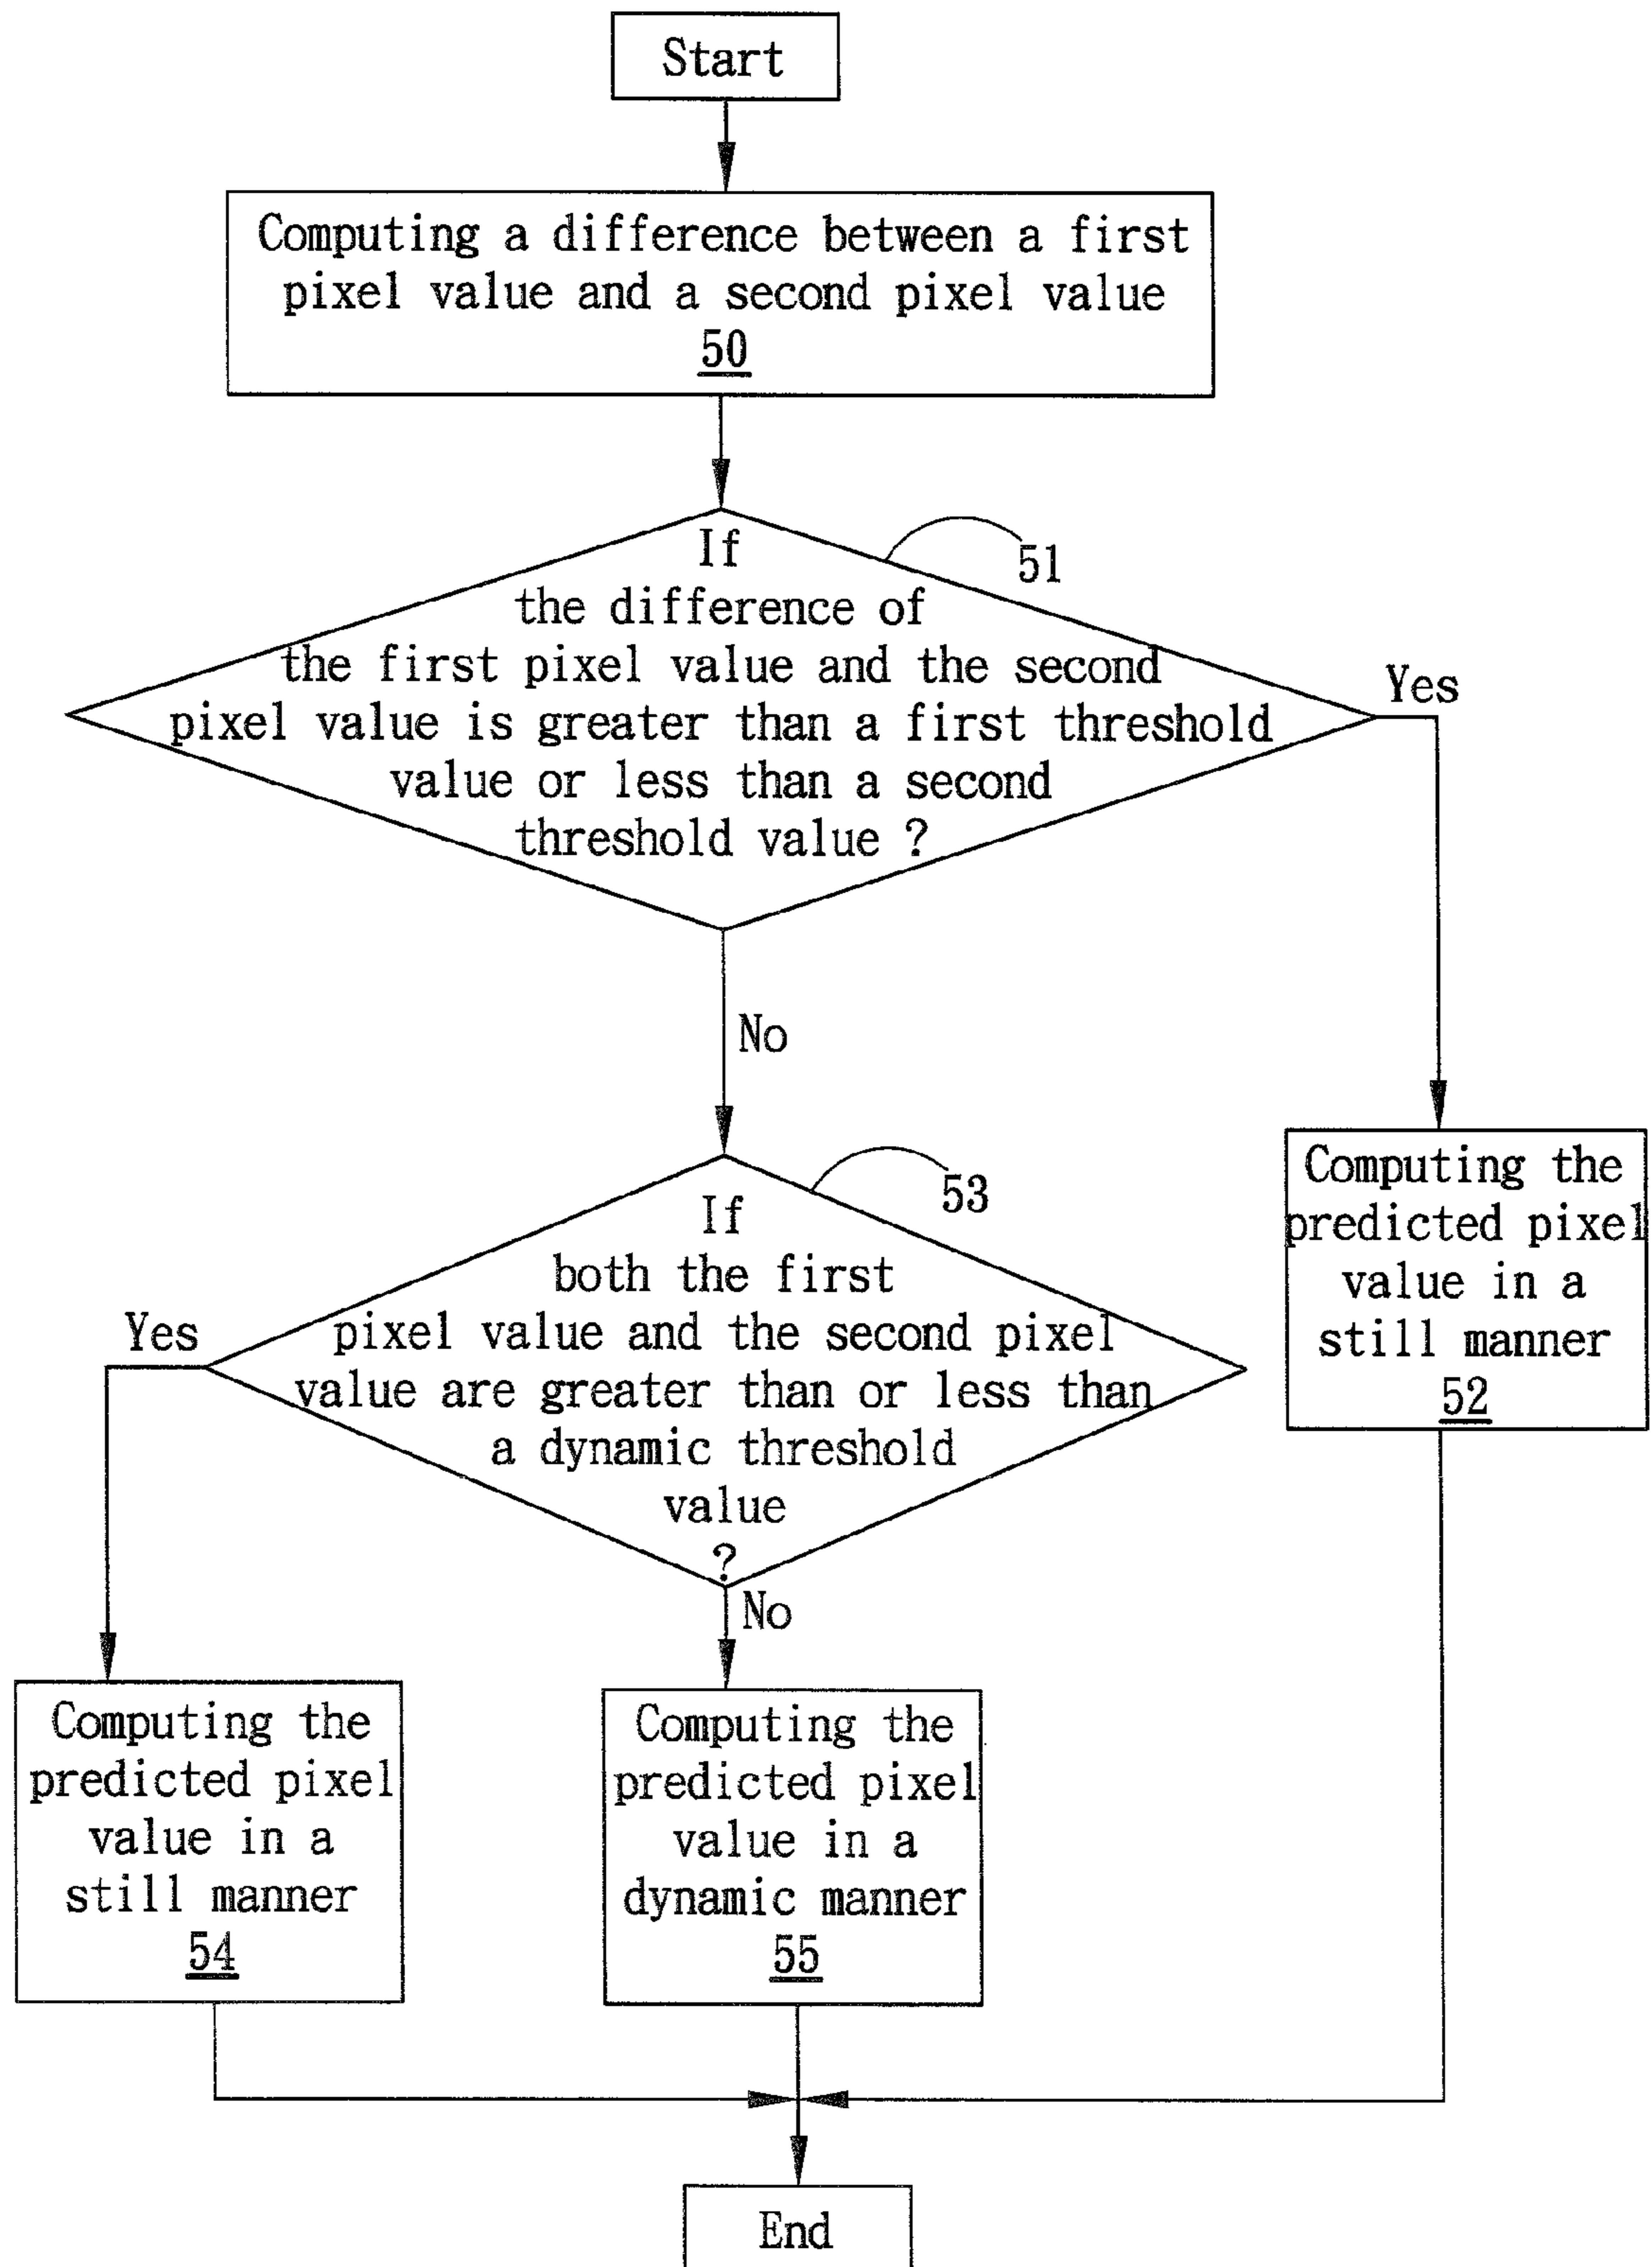 Start
Computing a difference between a first
pixel value and a second pixel value
50
If
51
the difference of
the first pixel value and the second
pixel value is greater than a first threshold
value or less than a second
threshold value ?
Yes
No
If
53
both the first
pixel value and the second pixel
value are greater than or less than
a dynamic threshold
value
?
Yes
No
Computing the
predicted pixel
value in a
still manner
52
Computing the
predicted pixel
value in a
still manner
54
Computing the
predicted pixel
value in a
dynamic manner
55
End